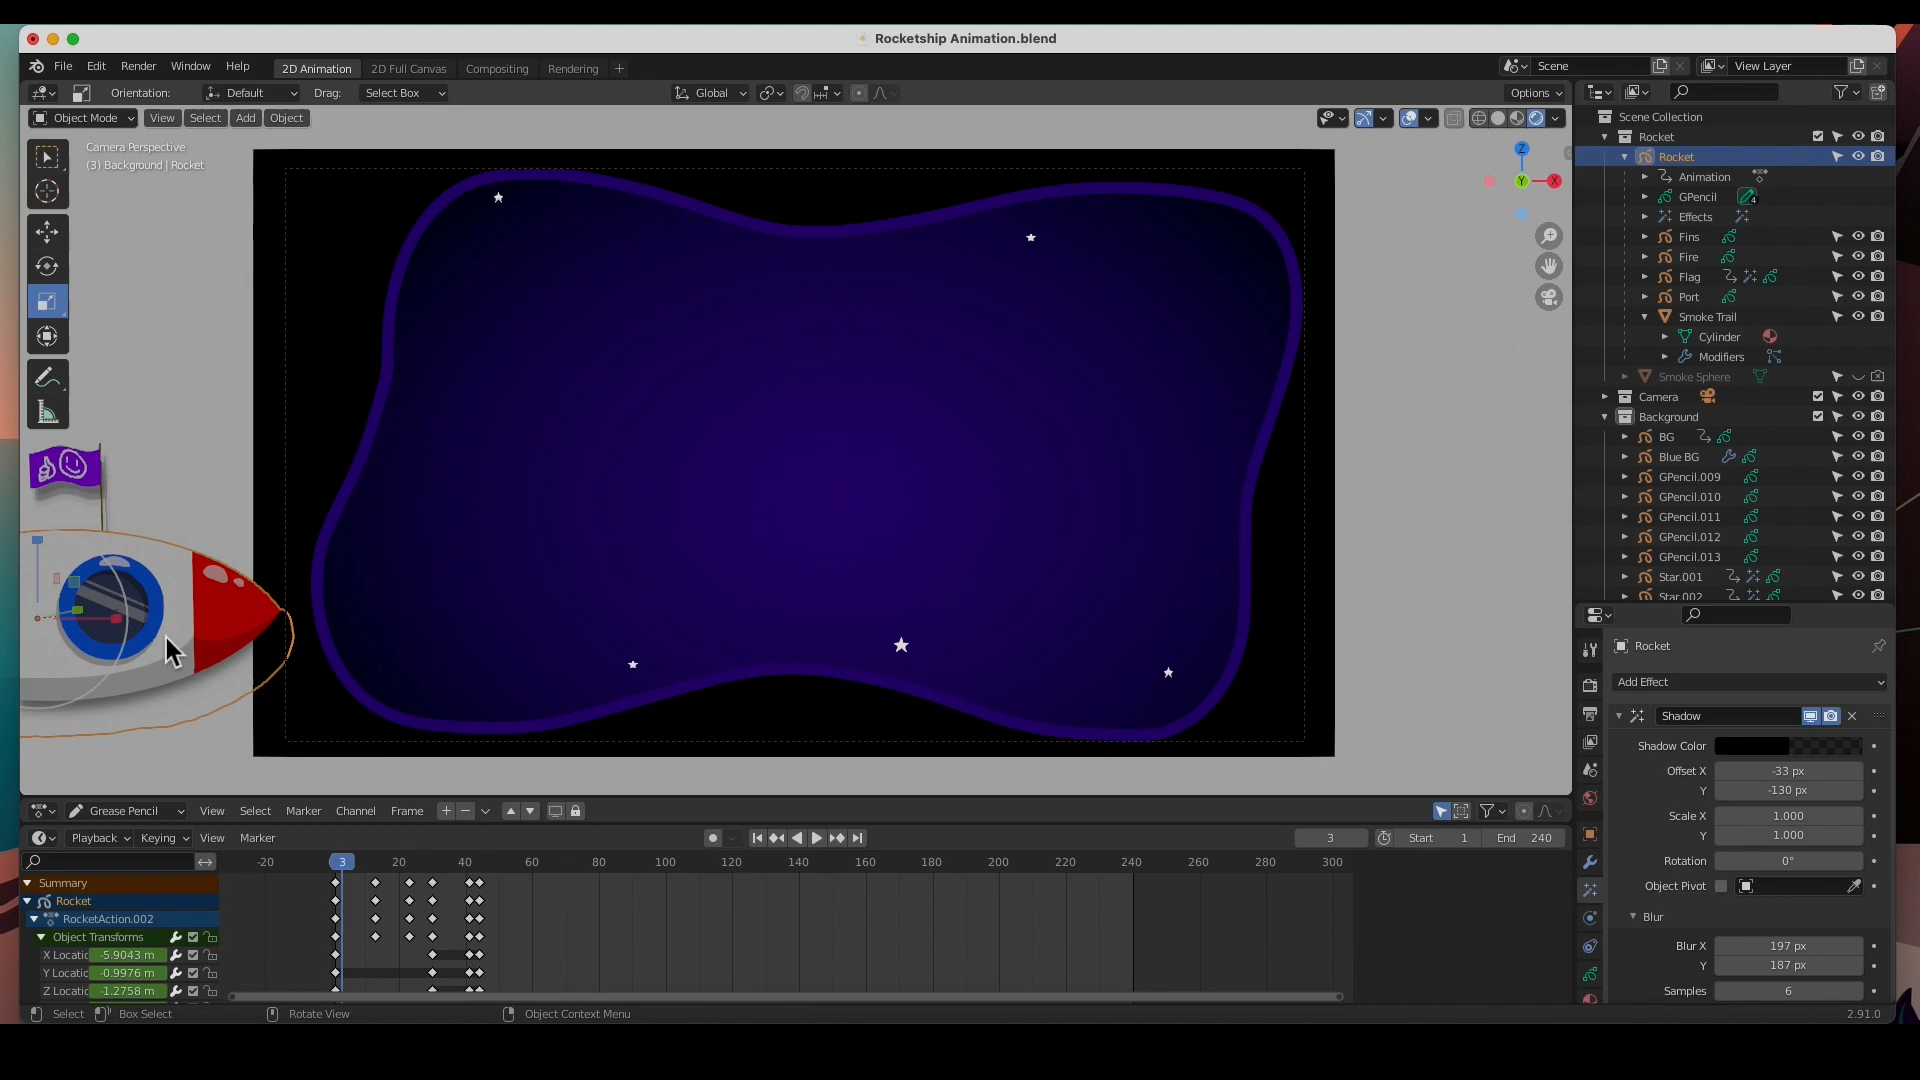 Rocketship Animation.blend
File Edit Render Window Help 2D Animation 2D Full Canvas Compositing Rendering + Scene View Layer
Orientation: Default Drag: Select Box Global Options
Object Mode View Select Add Object
Camera Perspective
(3) Background | Rocket
Z
Y
X
Scene Collection
Rocket
Rocket
Animation
GPencil 4
Effects
Fins
Fire
Flag
Port
Smoke Trail
Cylinder
Modifiers
Smoke Sphere
Camera
Background
BG
Blue BG
GPencil.009
GPencil.010
GPencil.011
GPencil.012
GPencil.013
Star.001
Star.002
Rocket
Add Effect
Shadow
Shadow Color
Offset X -33 px
Y -130 px
Scale X 1.000
Y 1.000
Rotation 0°
Object Pivot
Blur
Blur X 197 px
Y 187 px
Samples 6
Grease Pencil View Select Marker Channel Frame
Playback Keying View Marker 3 Start 1 End 240
-20 3 20 40 60 80 100 120 140 160 180 200 220 240 260 280 300
Summary
Rocket
RocketAction.002
Object Transforms
X Locatic -5.9043 m
Y Locatic -0.9976 m
Z Locatic -1.2758 m
Select Box Select Rotate View Object Context Menu 2.91.0